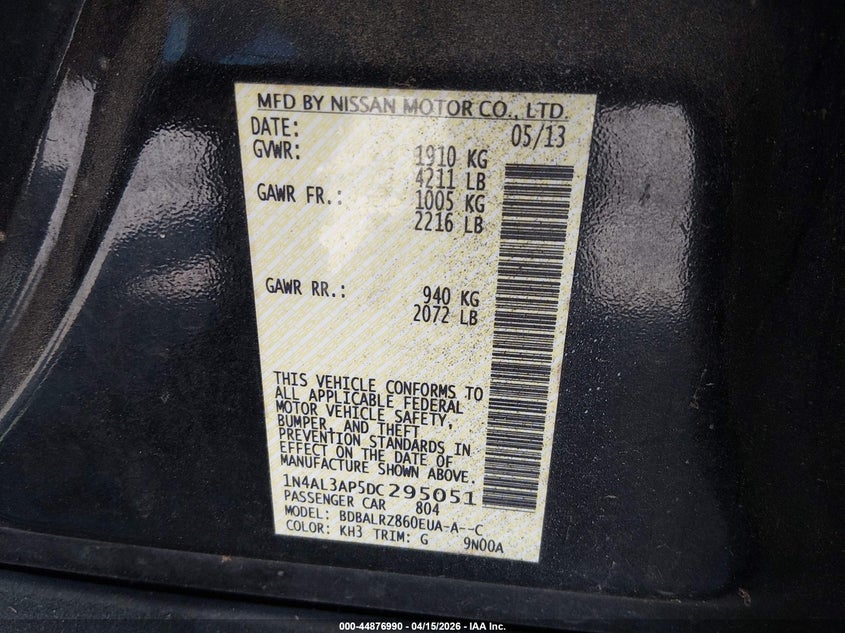 MFD BY NISSAN MOTOR CO., LTD.
DATE: 05/13
GVWR: 1910 KG
4211 LB
GAWR FR.: 1005 KG
2216 LB
GAWR RR.: 940 KG
2072 LB
THIS VEHICLE CONFORMS TO
ALL APPLICABLE FEDERAL
MOTOR VEHICLE SAFETY,
BUMPER, AND THEFT
PREVENTION STANDARDS IN
EFFECT ON THE DATE OF
MANUFACTURE SHOWN ABOVE.
1N4AL3AP5DC295051
PASSENGER CAR 804
MODEL: BDBALRZ860EUA-A--C
COLOR: KH3 TRIM: G 9N00A
000-44876990 - 04/15/2026 - IAA Inc.